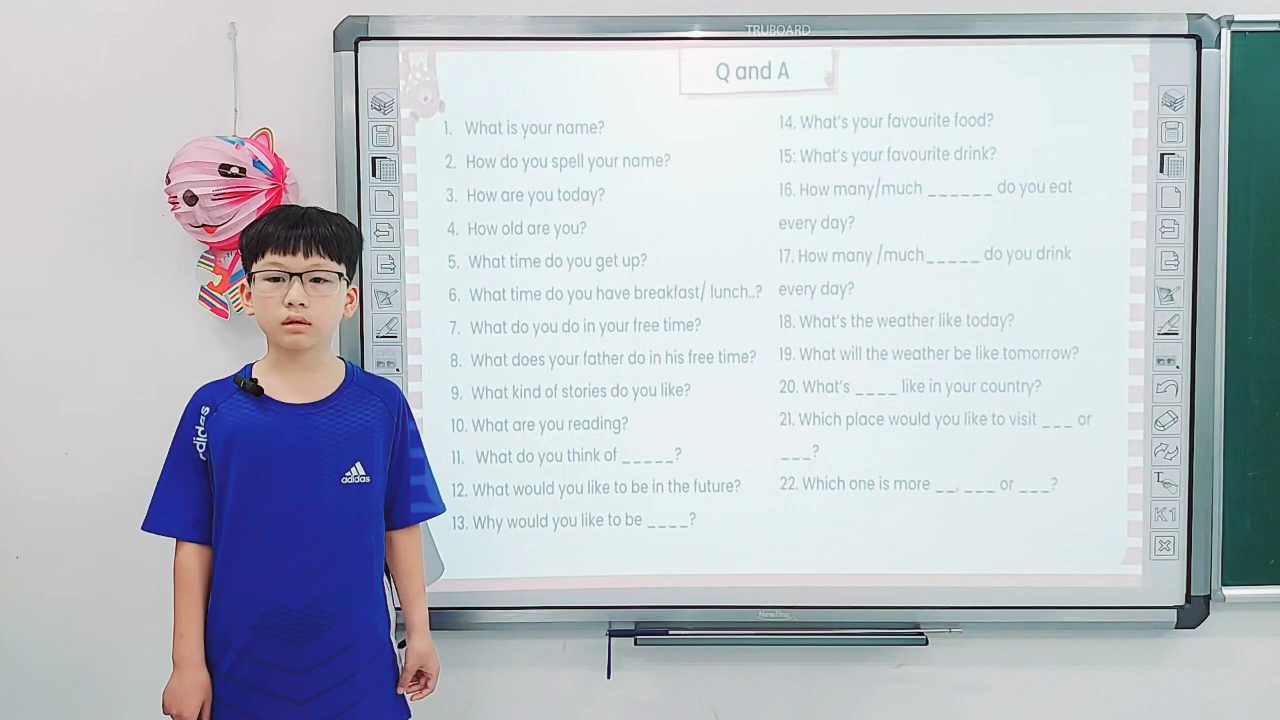 TRUBOARD
Q and A
1. What is your name?
2. How do you spell your name?
3. How are you today?
4. How old are you?
5. What time do you get up?
6. What time do you have breakfast/ lunch..?
7. What do you do in your free time?
8. What does your father do in his free time?
9. What kind of stories do you like?
10. What are you reading?
11. What do you think of _____?
12. What would you like to be in the future?
13. Why would you like to be ____?
14. What's your favourite food?
15: What's your favourite drink?
16. How many/much ______ do you eat
every day?
17. How many /much_____ do you drink
every day?
18. What's the weather like today?
19. What will the weather be like tomorrow?
20. What's ____ like in your country?
21. Which place would you like to visit ___ or
___?
22. Which one is more __, ___ or ___?
K1
adidas
adidas
Newline